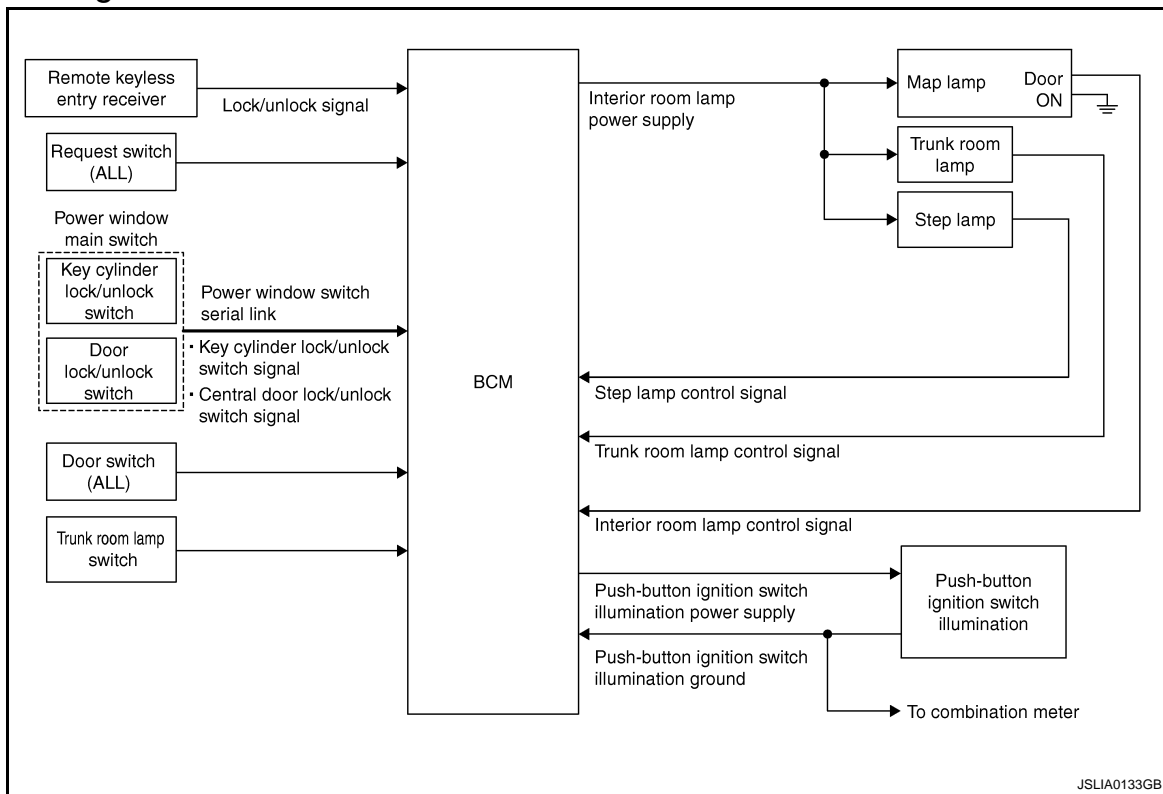 Remote keyless
entry receiver
Lock/unlock signal
Request switch
(ALL)
Power window
main switch
Key cylinder
lock/unlock
switch
Door
lock/unlock
switch
Power window switch
serial link
· Key cylinder lock/unlock
switch signal
· Central door lock/unlock
switch signal
Door switch
(ALL)
Trunk room lamp
switch
BCM
Interior room lamp
power supply
Map lamp
Door
ON
Trunk room
lamp
Step lamp
Step lamp control signal
Trunk room lamp control signal
Interior room lamp control signal
Push-button ignition switch
illumination power supply
Push-button ignition switch
illumination ground
Push-button
ignition switch
illumination
To combination meter
JSLIA0133GB